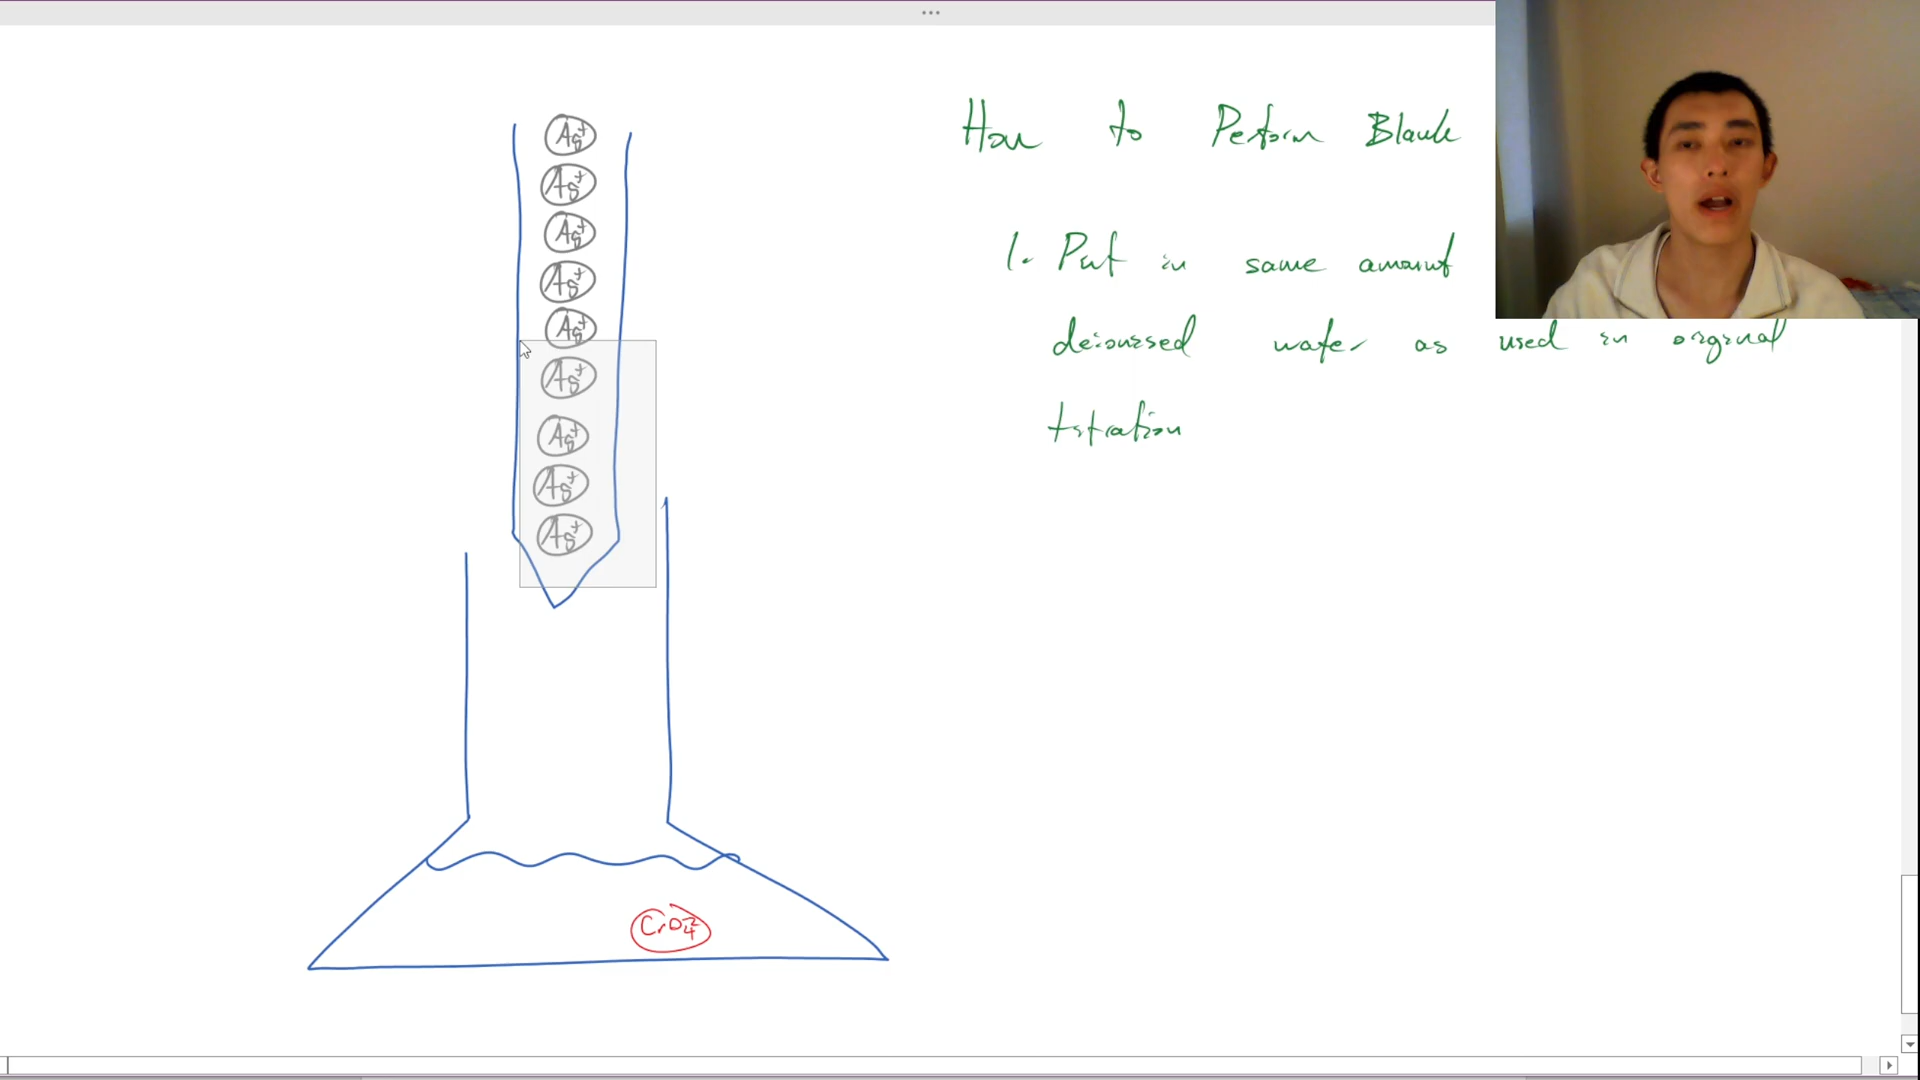 Ag+
Ag+
Ag+
Ag+
Ag+
Ag+
Ag+
Ag+
Ag+
CrO4 2-
How to Perform Blank
1. Put in same amount
deionised water as used in original
titration